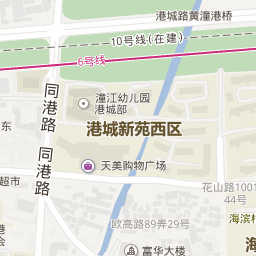 港城路黄潼港桥
10号线(在建)
6号线
同港路
潼江幼儿园
港城部
港城新苑西区
东
同港路
天美购物广场
超市
花山路1001
44号
欧高路89弄29号
海滨
港
会
富华大楼
海